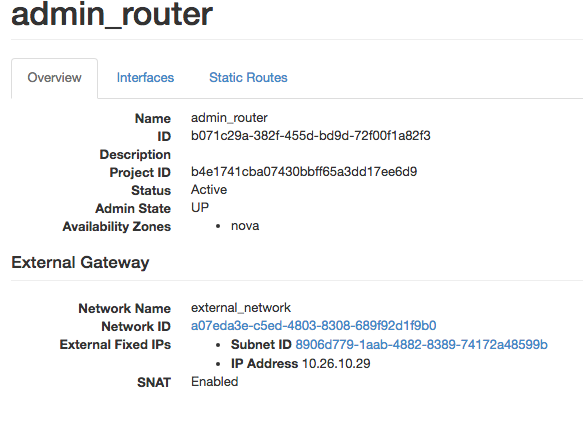 admin_router
Overview Interfaces Static Routes
Name admin_router
ID b071c29a-382f-455d-bd9d-72f00f1a82f3
Description
Project ID b4e1741cba07430bbff65a3dd17ee6d9
Status Active
Admin State UP
Availability Zones • nova
External Gateway
Network Name external_network
Network ID a07eda3e-c5ed-4803-8308-689f92d1f9b0
External Fixed IPs • Subnet ID 8906d779-1aab-4882-8389-74172a48599b
• IP Address 10.26.10.29
SNAT Enabled